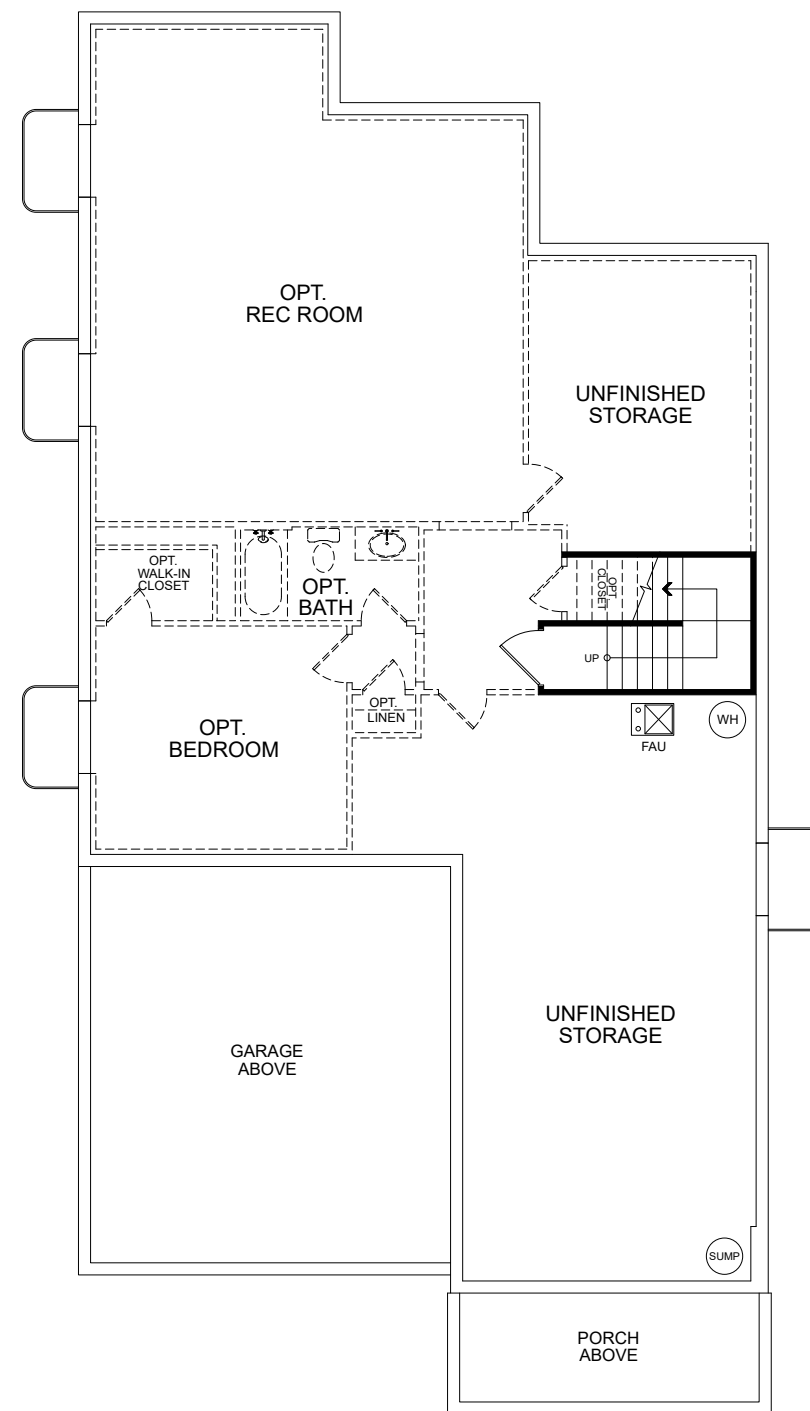 OPT.
REC ROOM
UNFINISHED
STORAGE
OPT.
WALK-IN
CLOSET
OPT.
BATH
OPT.
CLOSET
UP
OPT.
LINEN
OPT.
BEDROOM
FAU
WH
UNFINISHED
STORAGE
GARAGE
ABOVE
SUMP
PORCH
ABOVE